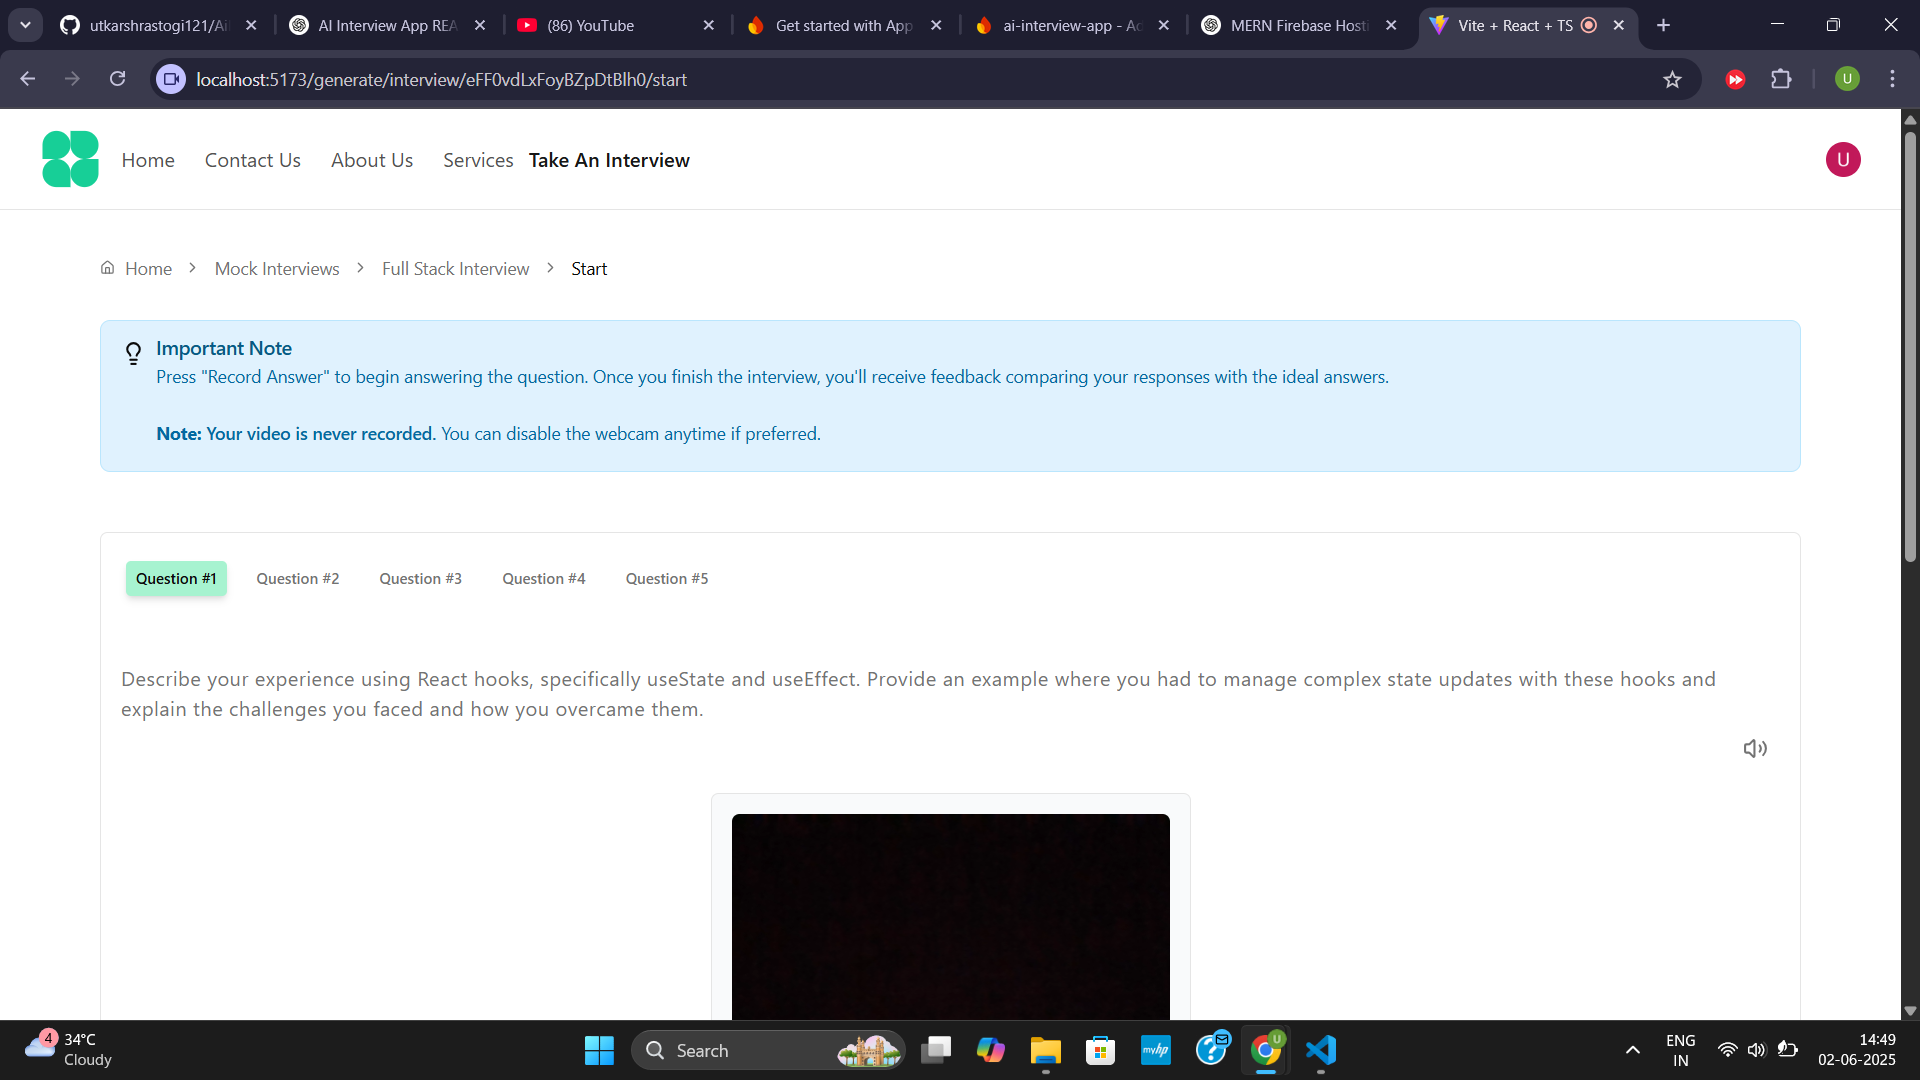 utkarshrastogi121/Ai
AI Interview App REA
(86) YouTube
Get started with App
ai-interview-app - Ad
MERN Firebase Hosti
Vite + React + TS
localhost:5173/generate/interview/eFF0vdLxFoyBZpDtBlh0/start
U
Home
Contact Us
About Us
Services
Take An Interview
U
Home
Mock Interviews
Full Stack Interview
Start
Important Note
Press "Record Answer" to begin answering the question. Once you finish the interview, you'll receive feedback comparing your responses with the ideal answers.
Note: Your video is never recorded. You can disable the webcam anytime if preferred.
Question #1
Question #2
Question #3
Question #4
Question #5
Describe your experience using React hooks, specifically useState and useEffect. Provide an example where you had to manage complex state updates with these hooks and
explain the challenges you faced and how you overcame them.
4
34°C
Cloudy
Search
myhp
U
ENG
IN
14:49
02-06-2025